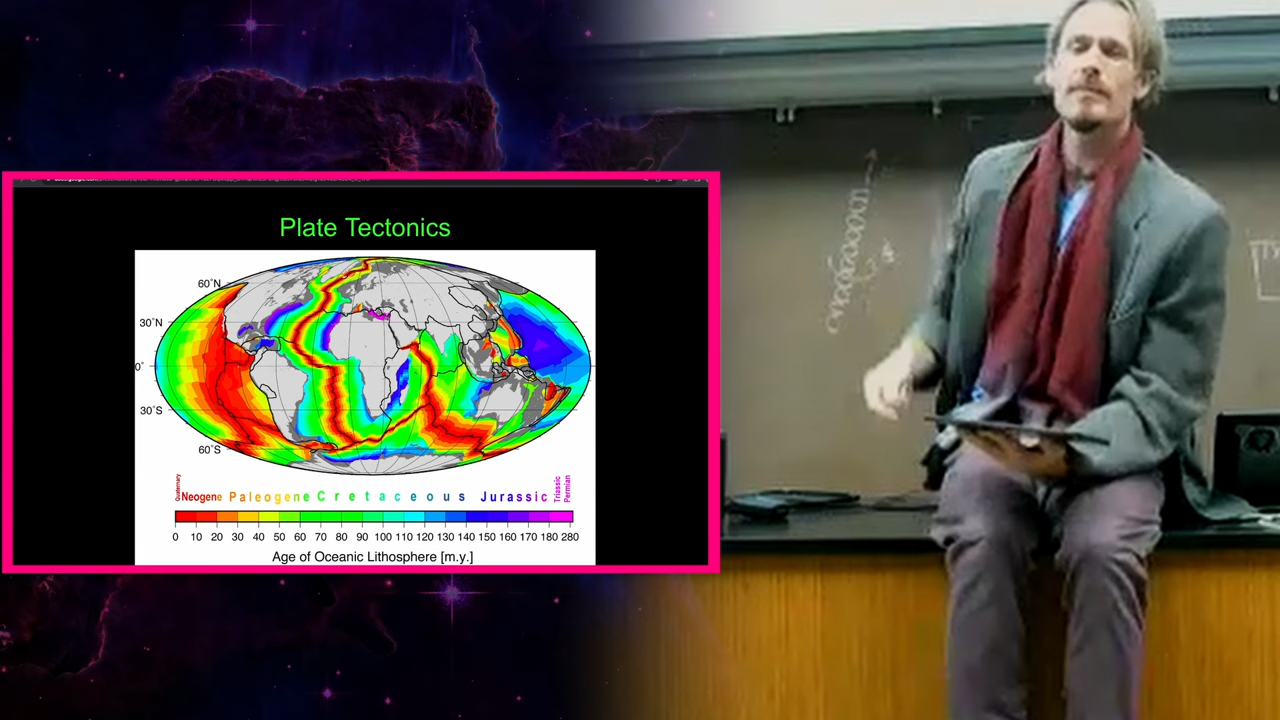 Plate Tectonics
60°N
30°N
0°
30°S
60°S
Quaternary Neogene Paleogene Cretaceous Jurassic Triassic Permian
0 10 20 30 40 50 60 70 80 90 100 110 120 130 140 150 160 170 180 280
Age of Oceanic Lithosphere [m.y.]